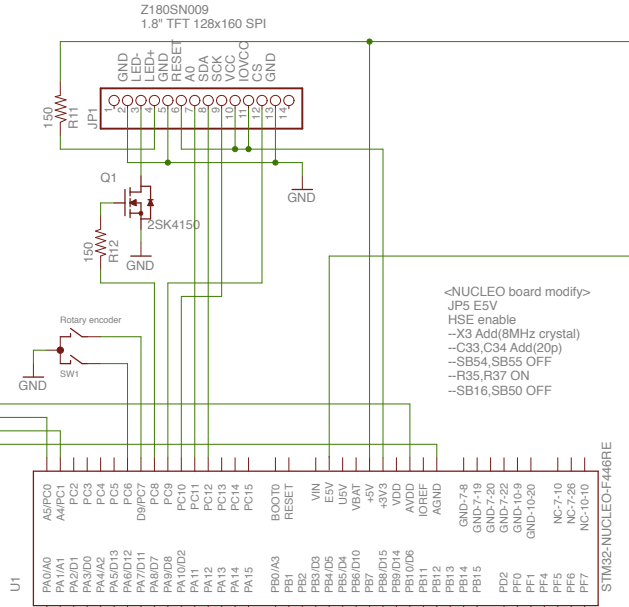 Z180SN009
1.8" TFT 128x160 SPI
GND
LED-
LED+
GND
RESET
A0
SDA
SCK
VCC
IOVCC
CS
GND
1
2
3
4
5
6
7
8
9
10
11
12
13
14
JP1
150
R11
GND
Q1
2SK4150
150
R12
GND
<NUCLEO board modify>
JP5 E5V
HSE enable
--X3 Add(8MHz crystal)
--C33,C34 Add(20p)
--SB54,SB55 OFF
--R35,R37 ON
--SB16,SB50 OFF
Rotary encoder
SW1
GND
A5/PC0
A4/PC1
PC2
PC3
PC4
PC5
PC6
D9/PC7
PC8
PC9
PC10
PC11
PC12
PC13
PC14
PC15
BOOT0
RESET
VIN
E5V
U5V
VBAT
+5V
+3V3
VDD
AVDD
IOREF
AGND
GND-7-8
GND-7-19
GND-7-20
GND-7-22
GND-10-9
GND-10-20
NC-7-10
NC-7-26
NC-10-10
STM32-NUCLEO-F446RE
U1
PA0/A0
PA1/A1
PA2/D1
PA3/D0
PA4/A2
PA5/D13
PA6/D12
PA7/D11
PA8/D7
PA9/D8
PA10/D2
PA11
PA12
PA13
PA14
PA15
PB0/A3
PB1
PB2
PB3/D3
PB4/D5
PB5/D4
PB6/D10
PB7
PB8/D15
PB9/D14
PB10/D6
PB11
PB12
PB13
PB14
PB15
PD2
PF0
PF1
PF4
PF5
PF6
PF7